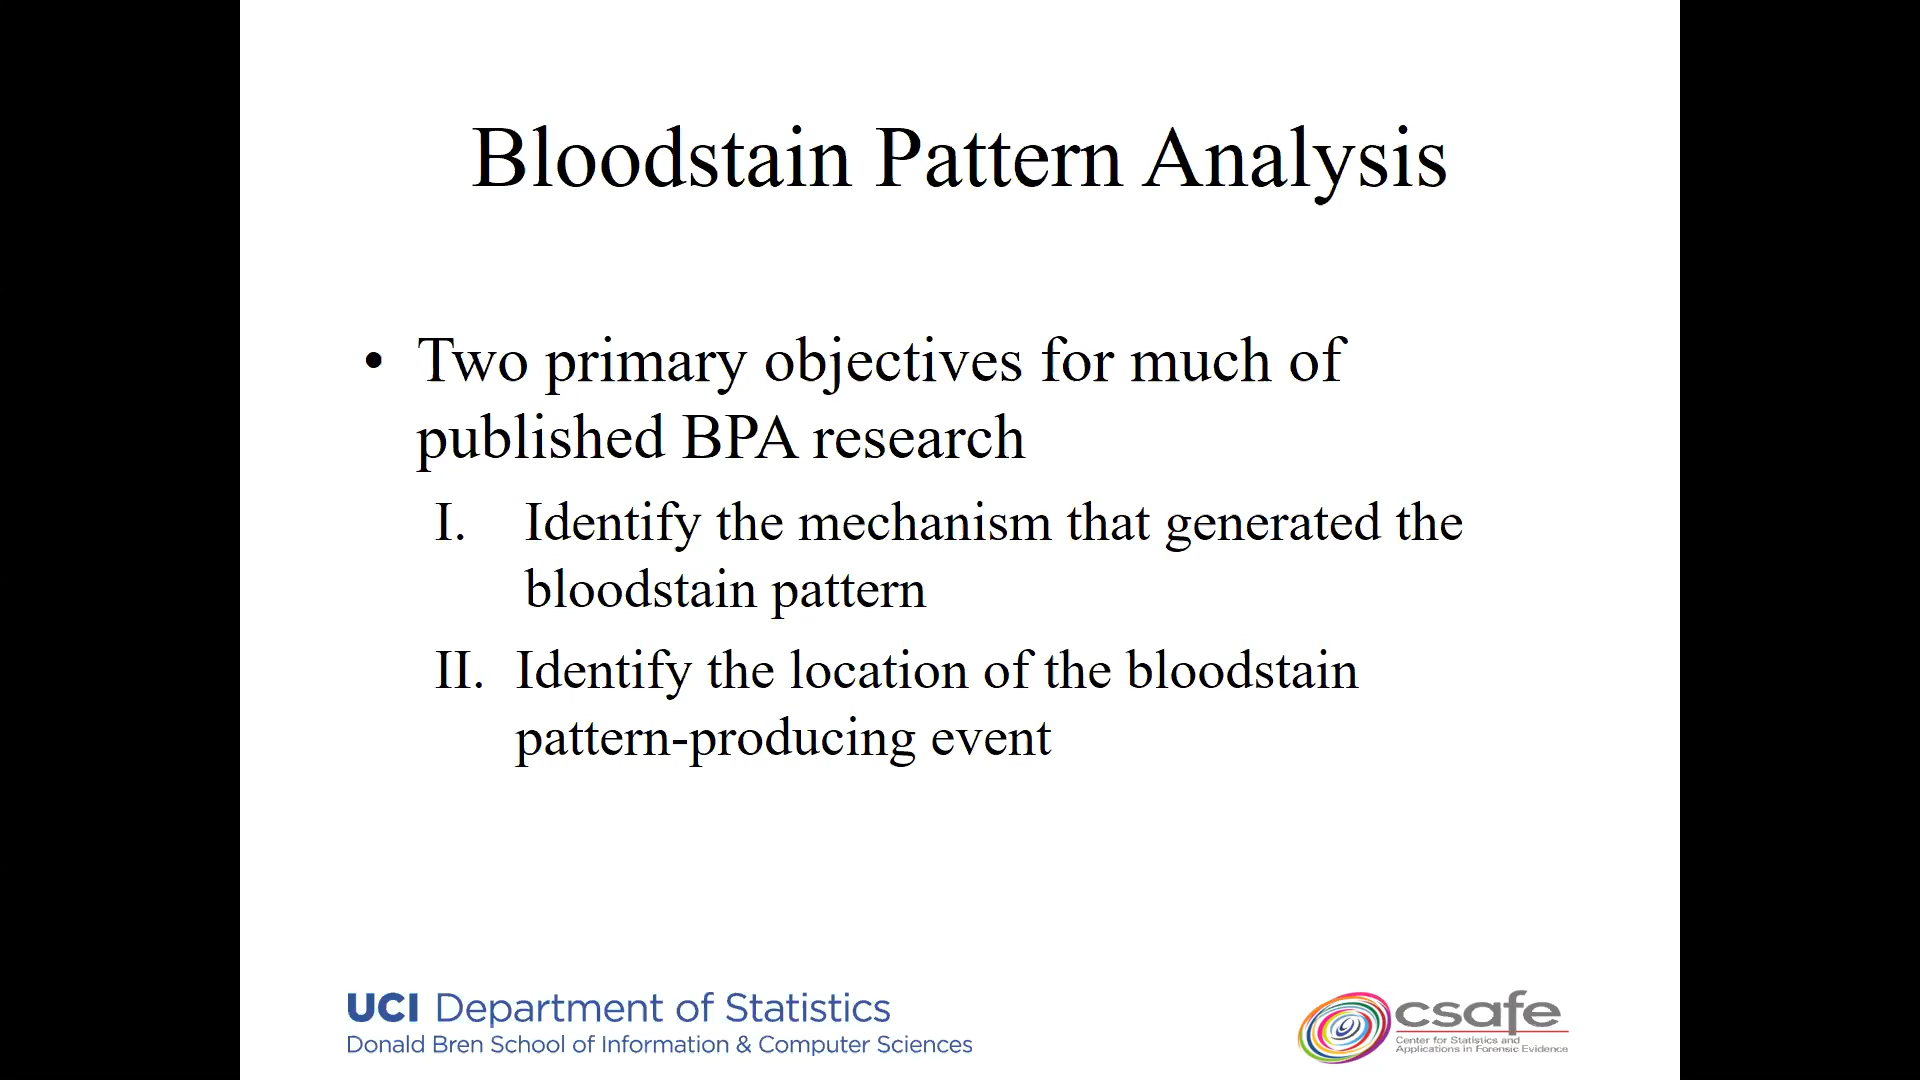 Bloodstain Pattern Analysis
• Two primary objectives for much of
published BPA research
I. Identify the mechanism that generated the
bloodstain pattern
II. Identify the location of the bloodstain
pattern-producing event
UCI Department of Statistics
Donald Bren School of Information & Computer Sciences
csafe
Center for Statistics and
Applications in Forensic Evidence